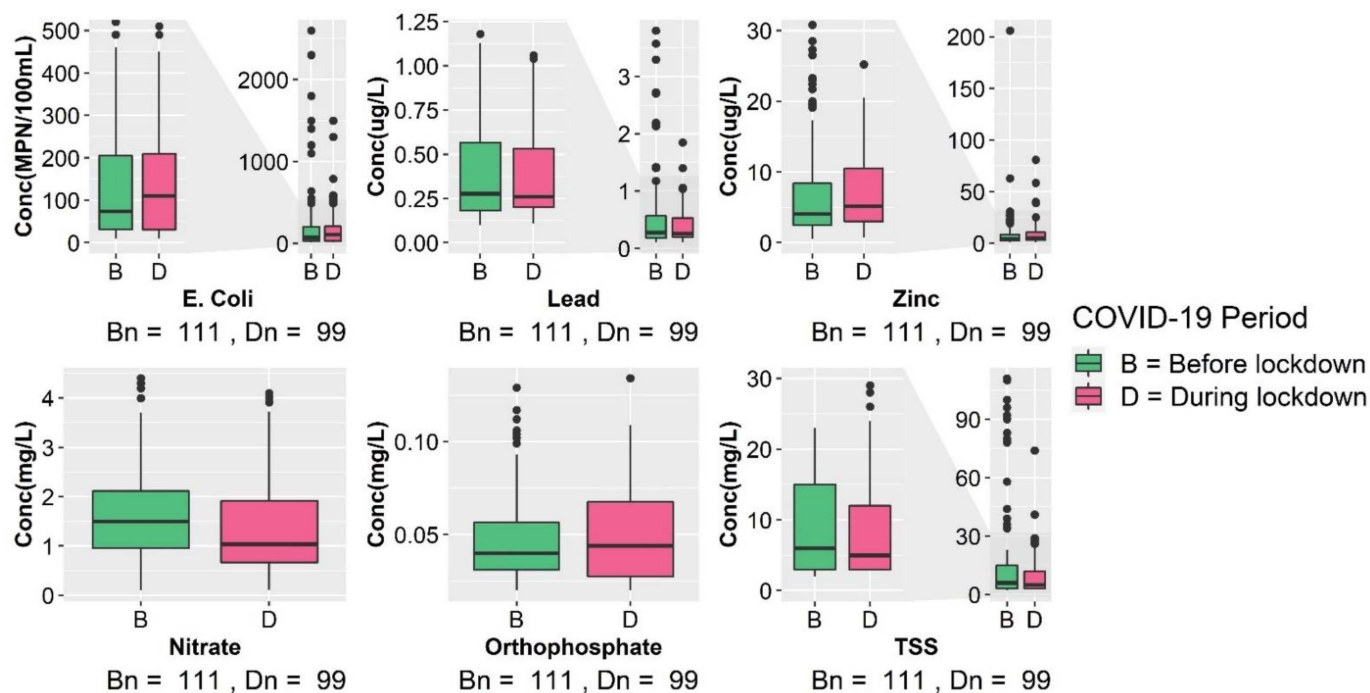 Conc(MPN/100mL)
500
400
300
200
100
0
B D
2000
1000
0
B D
E. Coli
Bn = 111 , Dn = 99
Conc(ug/L)
1.25
1.00
0.75
0.50
0.25
0.00
B D
3
2
1
0
B D
Lead
Bn = 111 , Dn = 99
Conc(ug/L)
30
20
10
0
B D
200
150
100
50
0
B D
Zinc
Bn = 111 , Dn = 99
Conc(mg/L)
4
3
2
1
0
B D
Nitrate
Bn = 111 , Dn = 99
Conc(mg/L)
0.10
0.05
B D
Orthophosphate
Bn = 111 , Dn = 99
Conc(mg/L)
30
20
10
0
B D
90
60
30
0
B D
TSS
Bn = 111 , Dn = 99
COVID-19 Period
B = Before lockdown
D = During lockdown